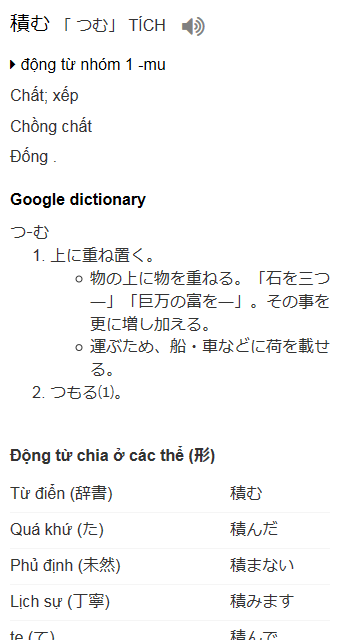 積む 「 つむ」 TÍCH
động từ nhóm 1 -mu
Chất; xếp
Chồng chất
Đống .
Google dictionary
つ-む
1. 上に重ね置く。
物の上に物を重ねる。「石を三つ
―」「巨万の富を―」。その事を
更に増し加える。
運ぶため、船・車などに荷を載せ
る。
2. つもる⑴。
Động từ chia ở các thể (形)
Từ điển (辞書) 積む
Quá khứ (た) 積んだ
Phủ định (未然) 積まない
Lịch sự (丁寧) 積みます
te (て) 積んで